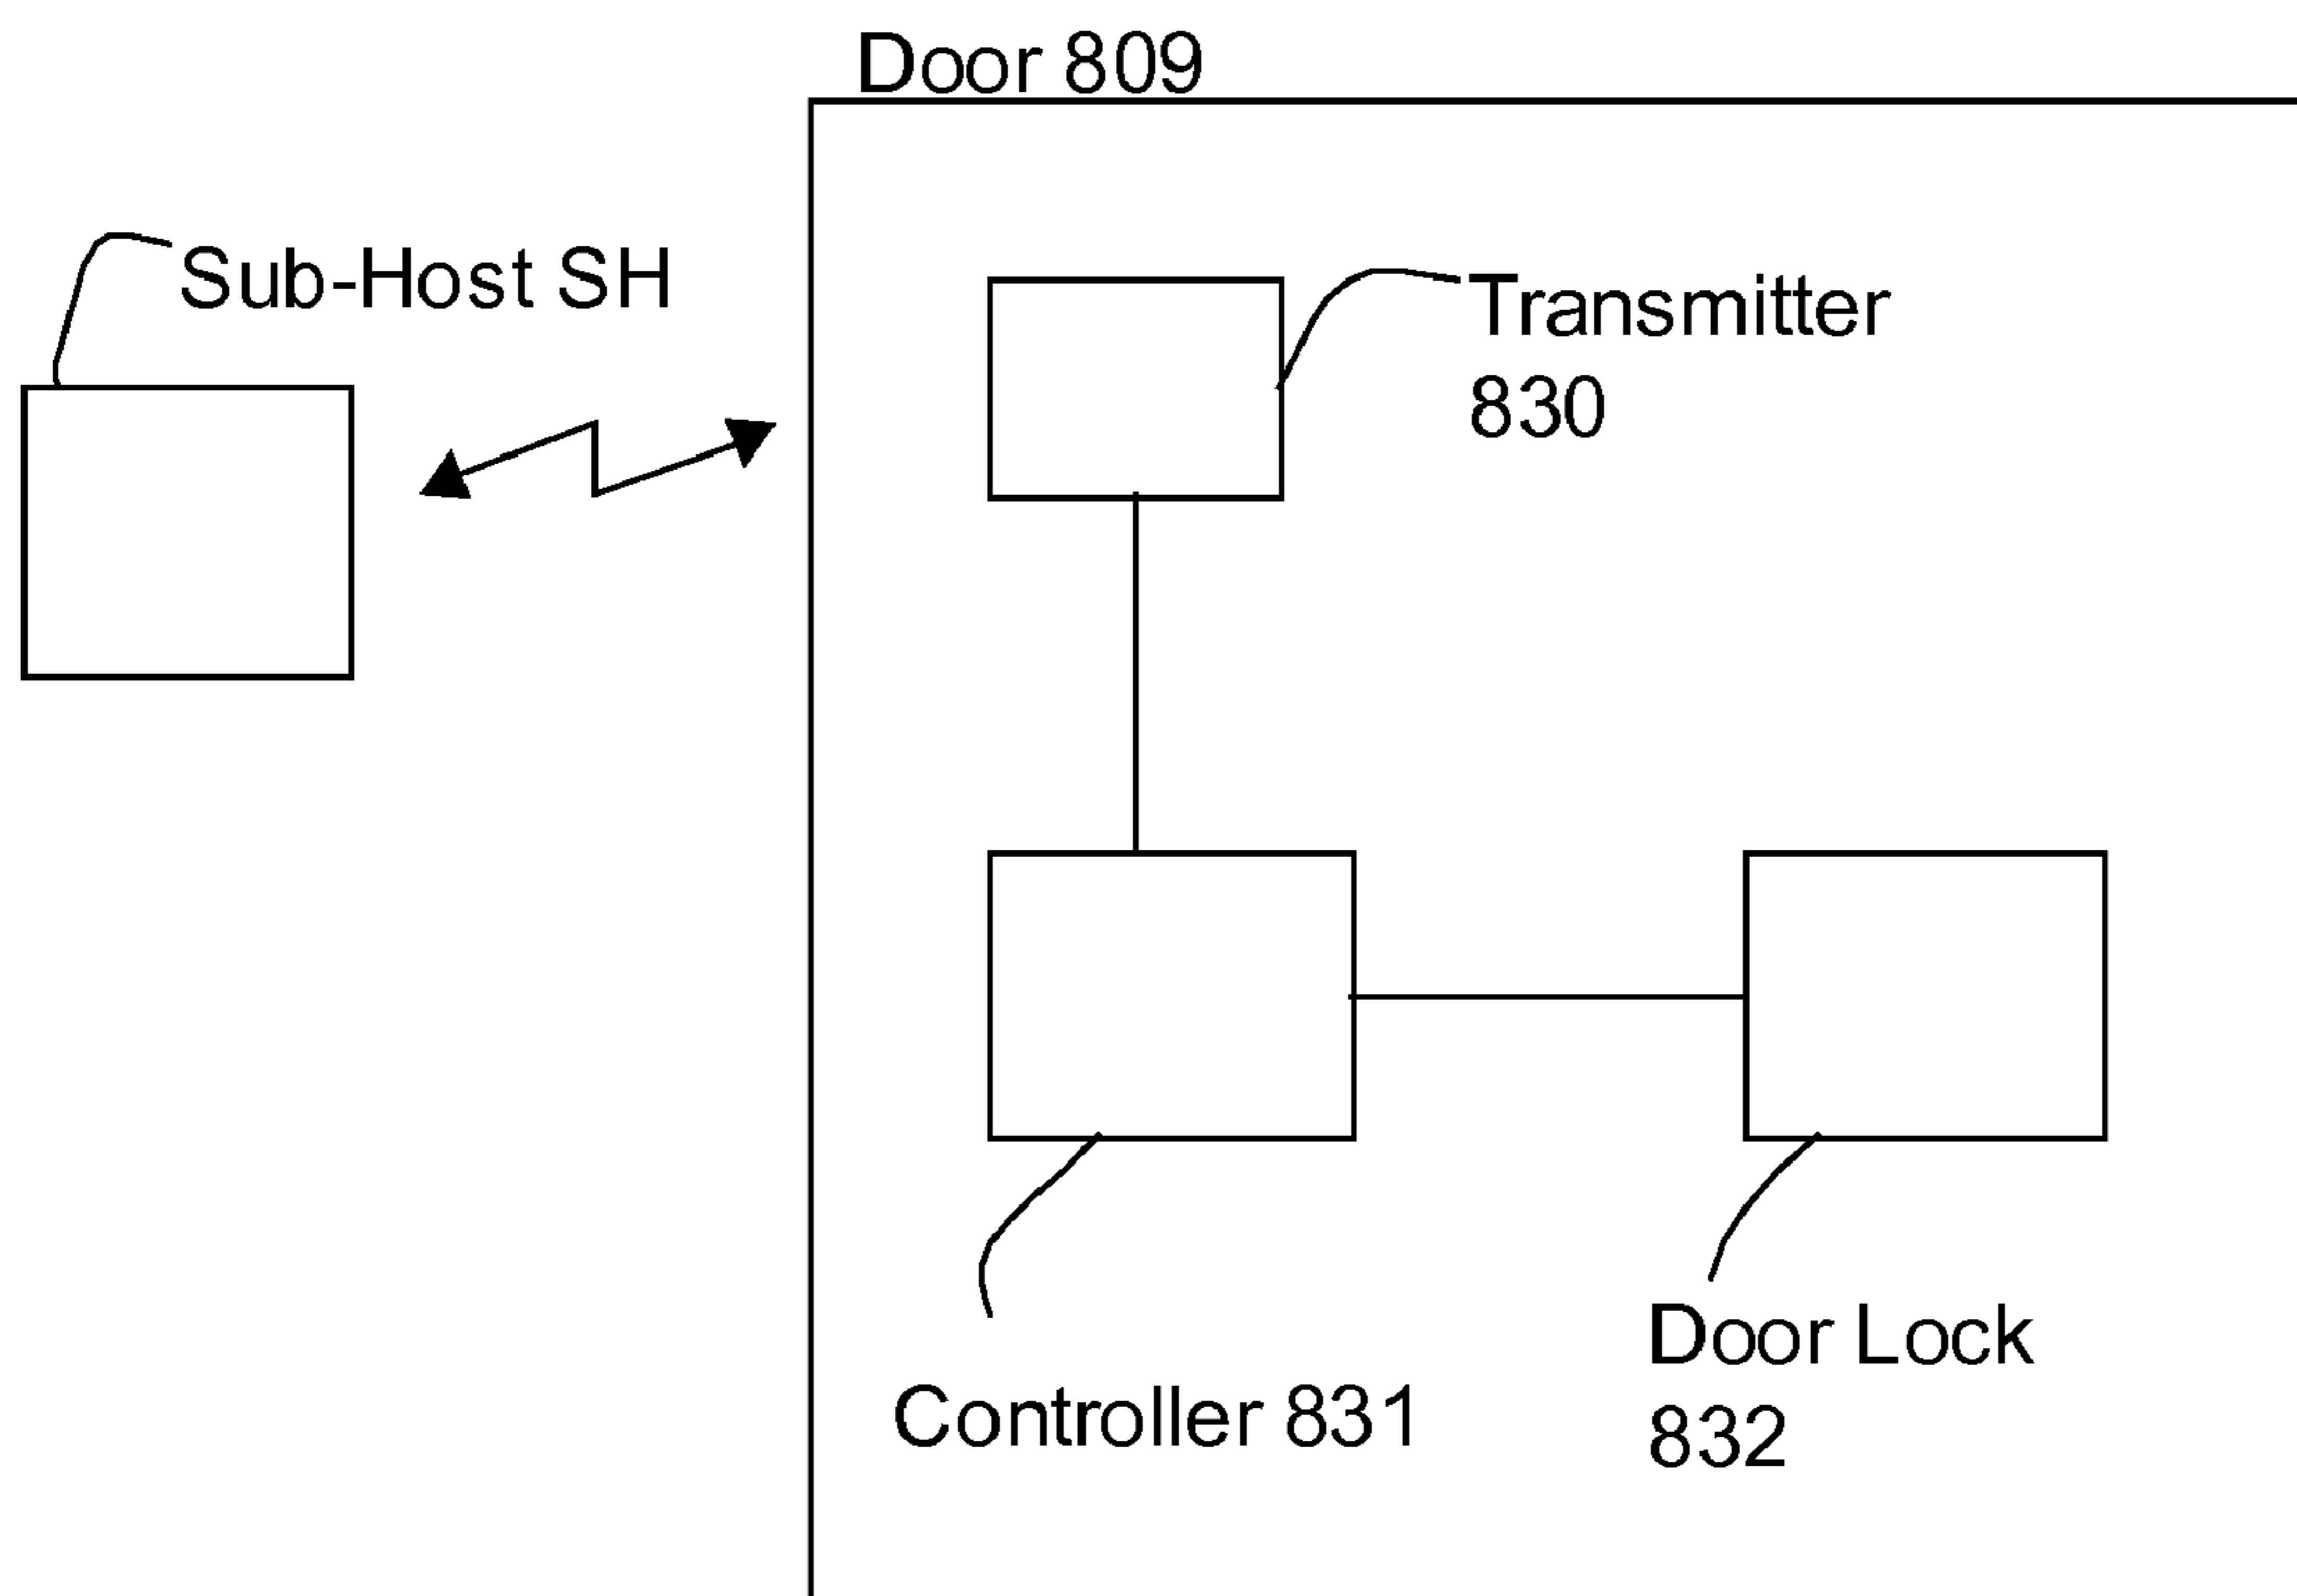 Door 809
Sub-Host SH
Transmitter
830
Controller 831
Door Lock
832